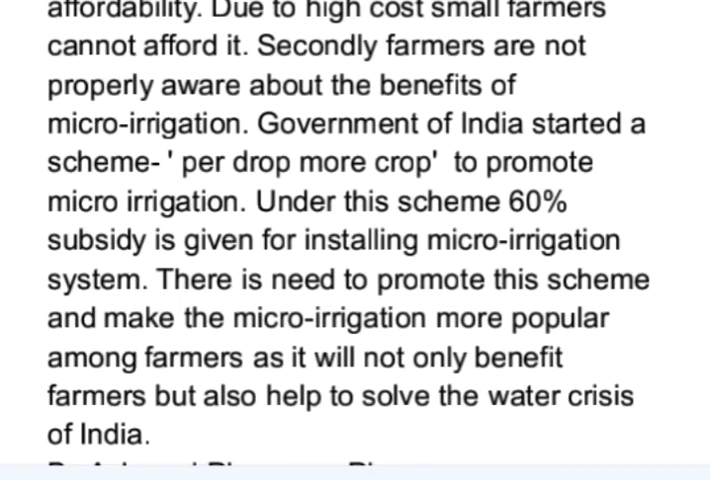 affordability. Due to high cost small farmers
cannot afford it. Secondly farmers are not
properly aware about the benefits of
micro-irrigation. Government of India started a
scheme- ' per drop more crop'  to promote
micro irrigation. Under this scheme 60%
subsidy is given for installing micro-irrigation
system. There is need to promote this scheme
and make the micro-irrigation more popular
among farmers as it will not only benefit
farmers but also help to solve the water crisis
of India.